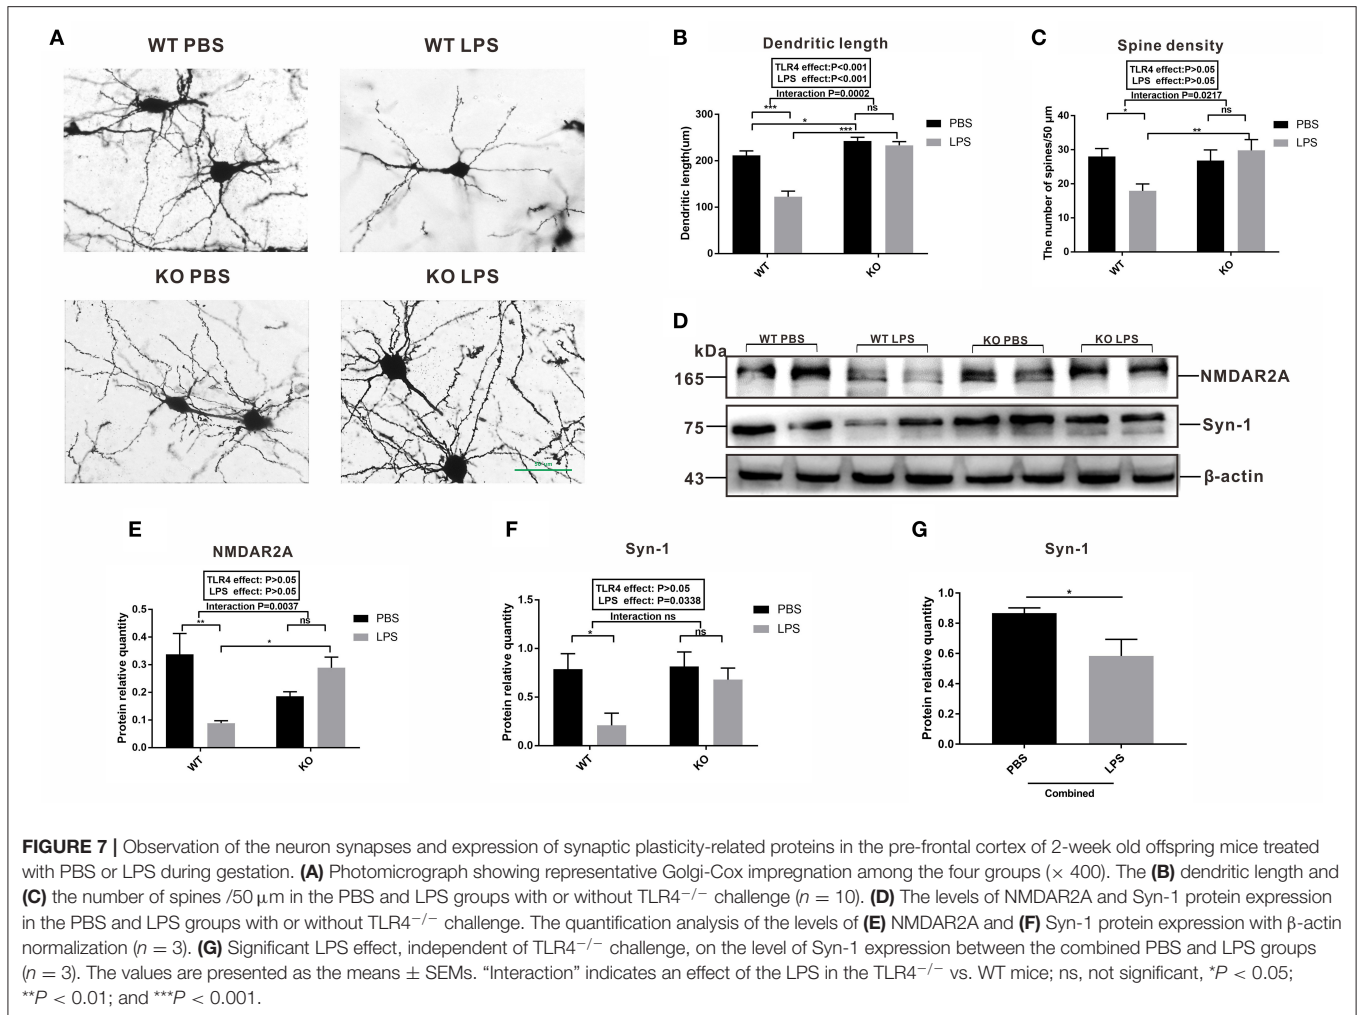 A
WT PBS
WT LPS
KO PBS
KO LPS
50 um
B
Dendritic length
TLR4 effect:P<0.001
LPS effect:P<0.001
Interaction P=0.0002
***
ns
*
***
Dendritic length(um)
300
200
100
0
WT
KO
PBS
LPS
C
Spine density
TLR4 effect:P>0.05
LPS effect:P>0.05
Interaction P=0.0217
*
ns
**
The number of spines/50 μm
40
30
20
10
0
WT
KO
PBS
LPS
D
WT PBS
WT LPS
KO PBS
KO LPS
kDa
165
NMDAR2A
75
Syn-1
43
β-actin
E
NMDAR2A
TLR4 effect: P>0.05
LPS effect: P>0.05
Interaction P=0.0037
**
ns
*
Protein relative quantity
0.5
0.4
0.3
0.2
0.1
0.0
WT
KO
PBS
LPS
F
Syn-1
TLR4 effect: P>0.05
LPS effect: P=0.0338
Interaction ns
*
ns
Protein relative quantity
1.5
1.0
0.5
0.0
WT
KO
PBS
LPS
G
Syn-1
*
Protein relative quantity
1.0
0.8
0.6
0.4
0.2
0.0
PBS
LPS
Combined
FIGURE 7 | Observation of the neuron synapses and expression of synaptic plasticity-related proteins in the pre-frontal cortex of 2-week old offspring mice treated
with PBS or LPS during gestation. (A) Photomicrograph showing representative Golgi-Cox impregnation among the four groups (× 400). The (B) dendritic length and
(C) the number of spines /50 μm in the PBS and LPS groups with or without TLR4−/− challenge (n = 10). (D) The levels of NMDAR2A and Syn-1 protein expression
in the PBS and LPS groups with or without TLR4−/− challenge. The quantification analysis of the levels of (E) NMDAR2A and (F) Syn-1 protein expression with β-actin
normalization (n = 3). (G) Significant LPS effect, independent of TLR4−/− challenge, on the level of Syn-1 expression between the combined PBS and LPS groups
(n = 3). The values are presented as the means ± SEMs. “Interaction” indicates an effect of the LPS in the TLR4−/− vs. WT mice; ns, not significant, *P < 0.05;
**P < 0.01; and ***P < 0.001.